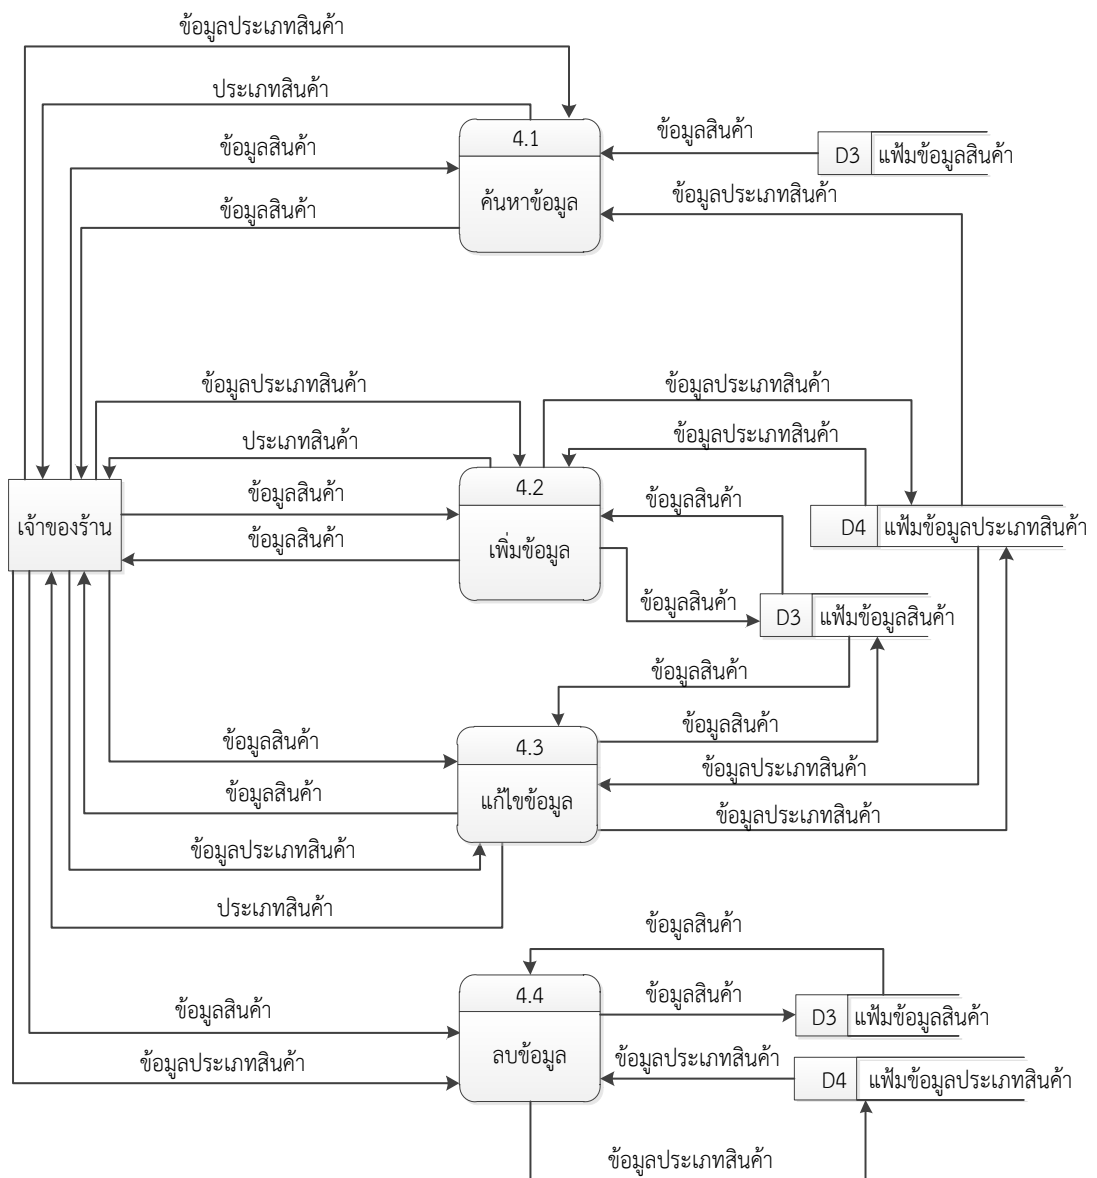 ข้อมูลประเภทสินค้า
ประเภทสินค้า
ข้อมูลสินค้า
ข้อมูลสินค้า
4.1
ค้นหาข้อมูล
ข้อมูลสินค้า
D3 แฟ้มข้อมูลสินค้า
ข้อมูลประเภทสินค้า
ข้อมูลประเภทสินค้า
ประเภทสินค้า
ข้อมูลสินค้า
ข้อมูลสินค้า
เจ้าของร้าน
4.2
เพิ่มข้อมูล
ข้อมูลประเภทสินค้า
ข้อมูลประเภทสินค้า
ข้อมูลสินค้า
D4 แฟ้มข้อมูลประเภทสินค้า
ข้อมูลสินค้า
D3 แฟ้มข้อมูลสินค้า
ข้อมูลสินค้า
ข้อมูลสินค้า
ข้อมูลสินค้า
4.3
แก้ไขข้อมูล
ข้อมูลประเภทสินค้า
ข้อมูลสินค้า
ข้อมูลประเภทสินค้า
ข้อมูลประเภทสินค้า
ประเภทสินค้า
ข้อมูลสินค้า
4.4
ลบข้อมูล
ข้อมูลสินค้า
ข้อมูลสินค้า
D3 แฟ้มข้อมูลสินค้า
ข้อมูลประเภทสินค้า
ข้อมูลประเภทสินค้า
D4 แฟ้มข้อมูลประเภทสินค้า
ข้อมูลประเภทสินค้า